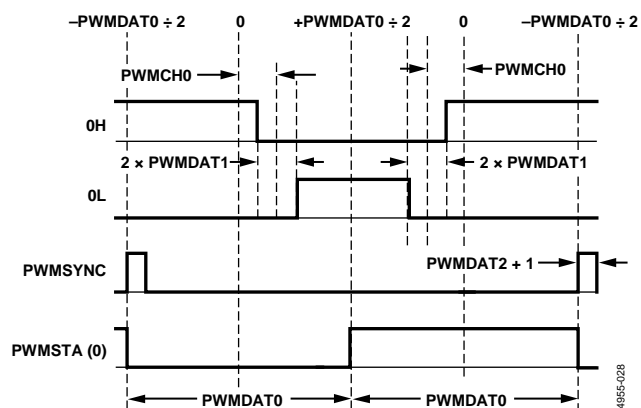 –PWMDAT0 ÷ 2 0 +PWMDAT0 ÷ 2 0 –PWMDAT0 ÷ 2
PWMCH0 PWMCH0
0H
2 × PWMDAT1 2 × PWMDAT1
0L
PWMSYNC PWMDAT2 + 1
PWMSTA (0)
PWMDAT0 PWMDAT0
4955-028